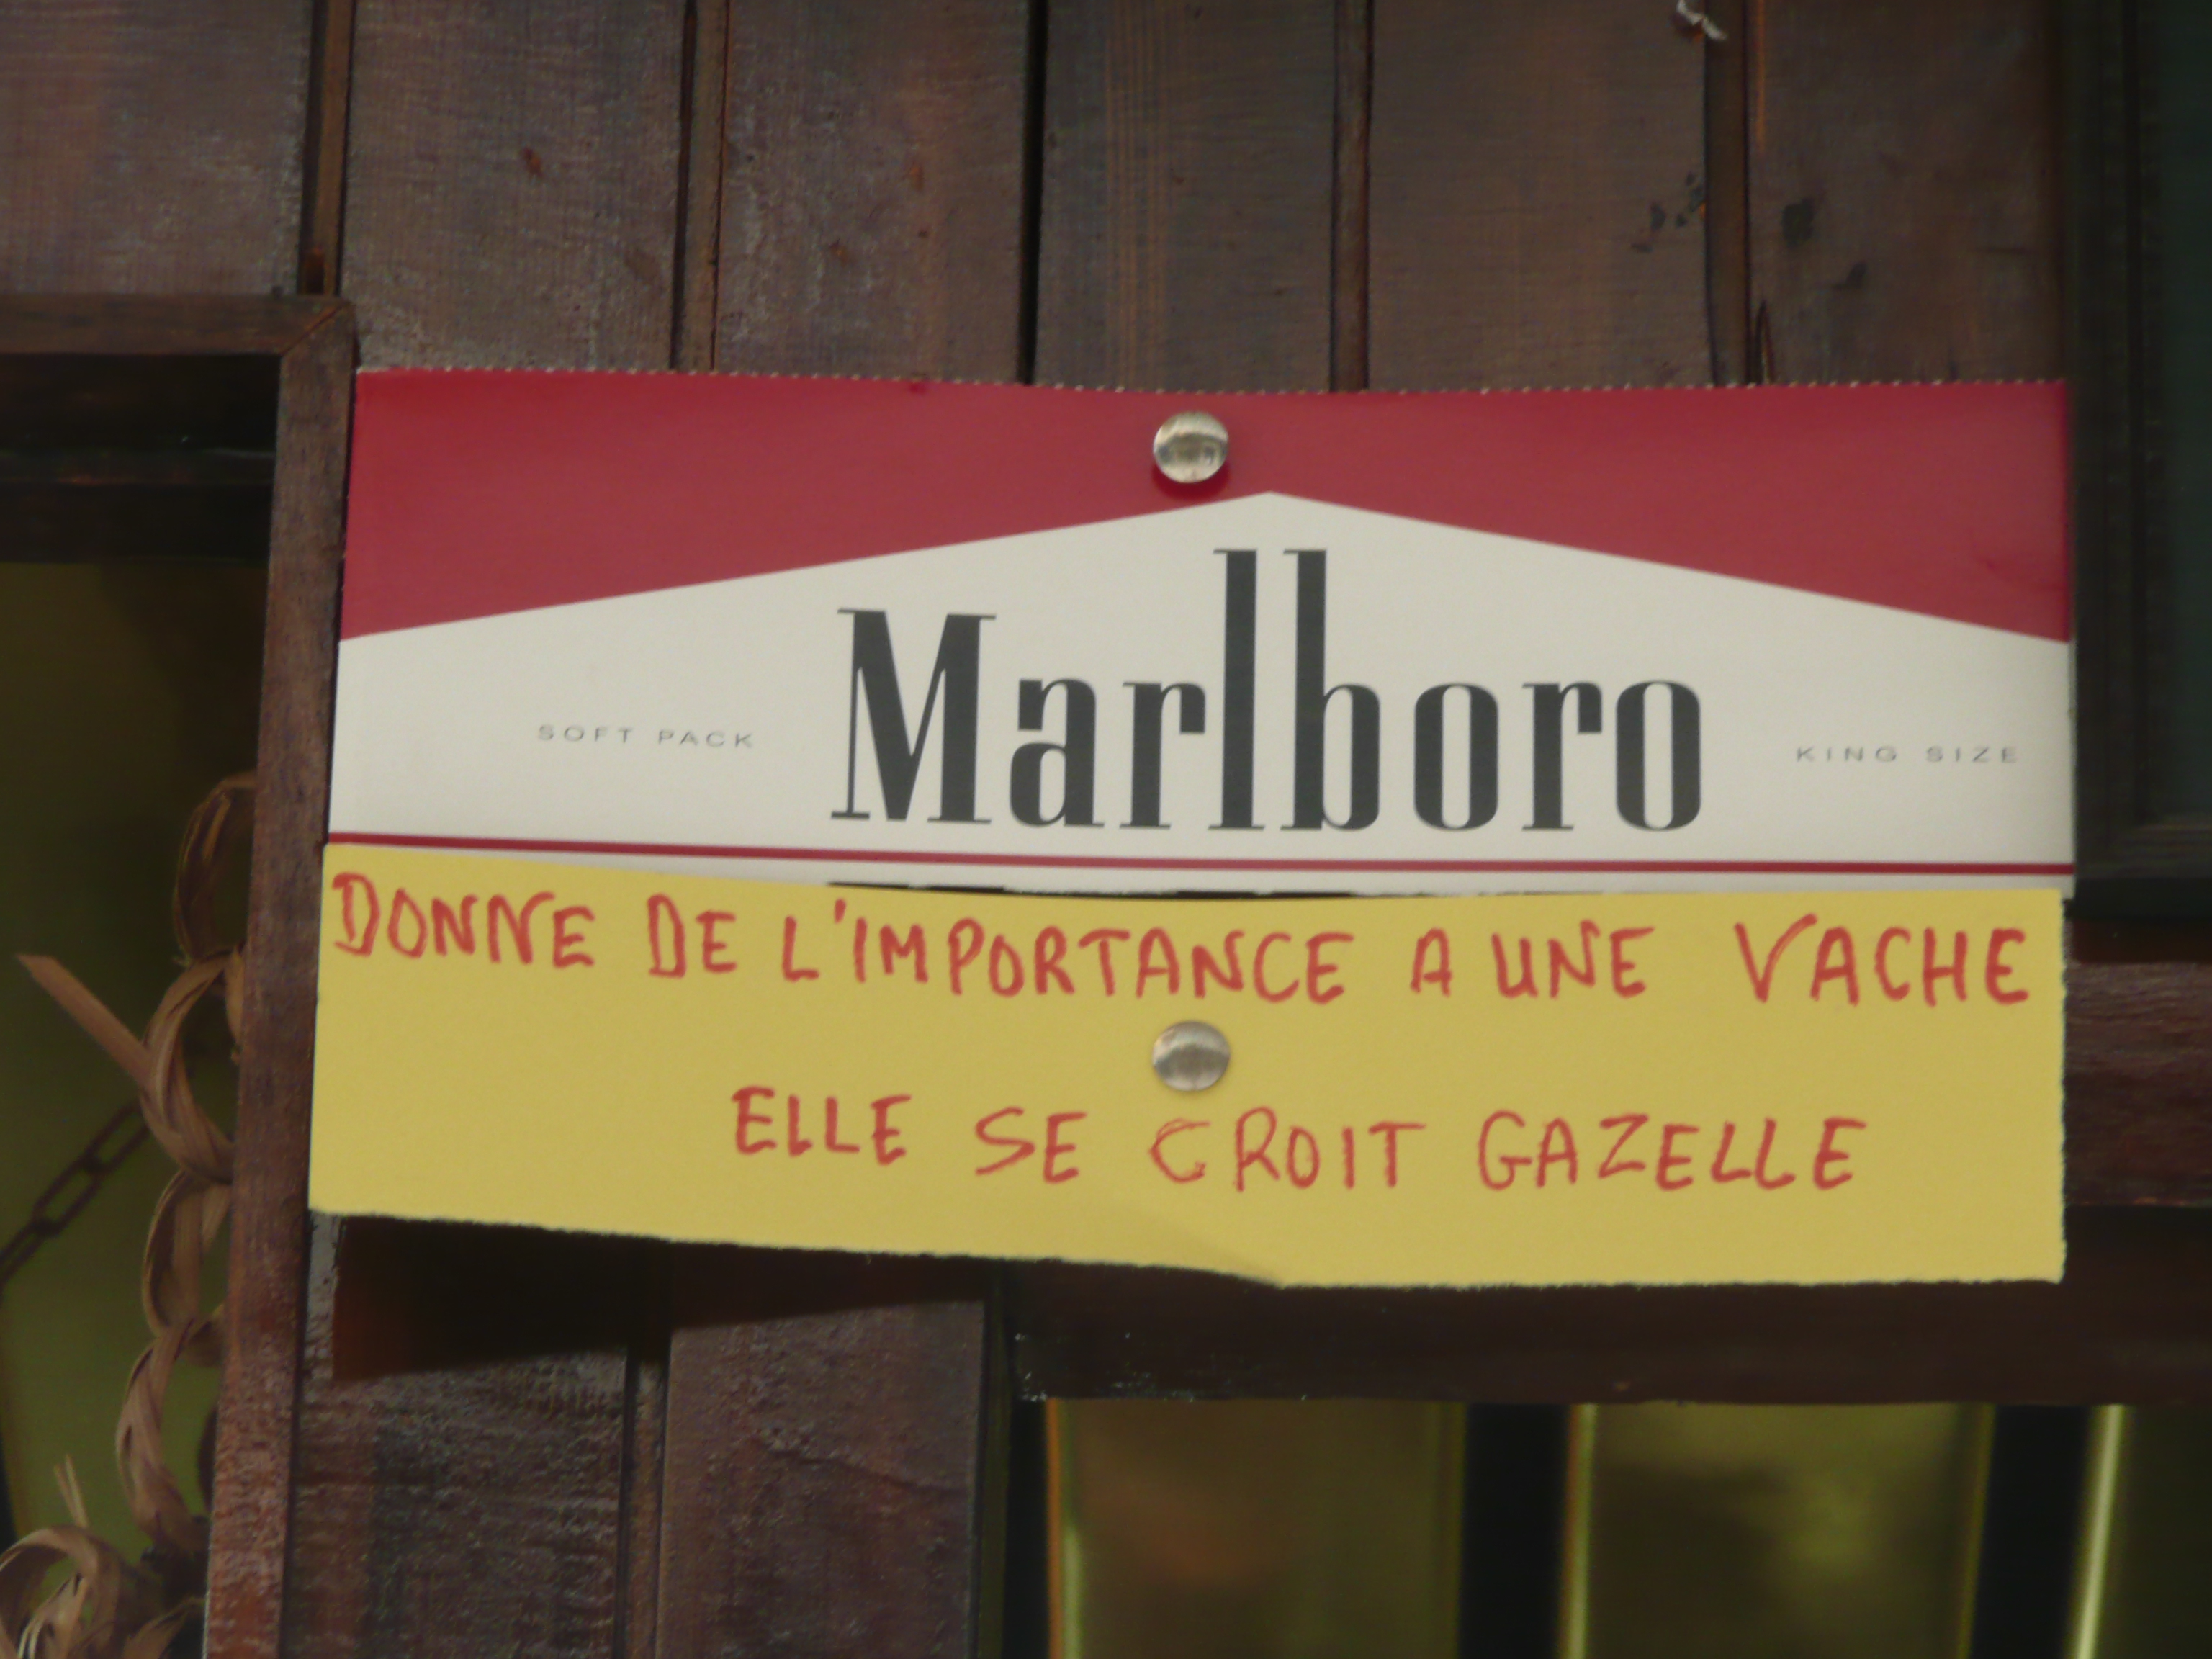 Marlboro
SOFT PACK
KING SIZE
DONNE DE L'IMPORTANCE A UNE VACHE
ELLE SE CROIT GAZELLE